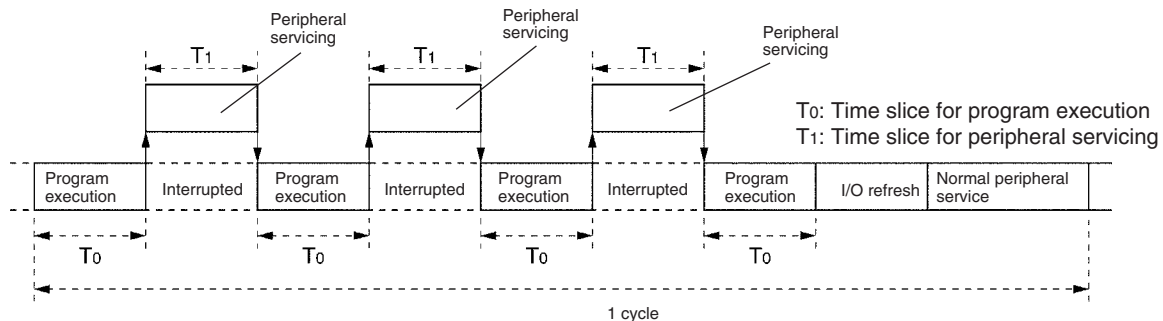 Peripheral
servicing
Peripheral
servicing
Peripheral
servicing
T1
T1
T1
T0: Time slice for program execution
T1: Time slice for peripheral servicing
Program
execution
Interrupted
Program
execution
Interrupted
Program
execution
Interrupted
Program
execution
I/O refresh
Normal peripheral
service
T0
T0
T0
T0
1 cycle